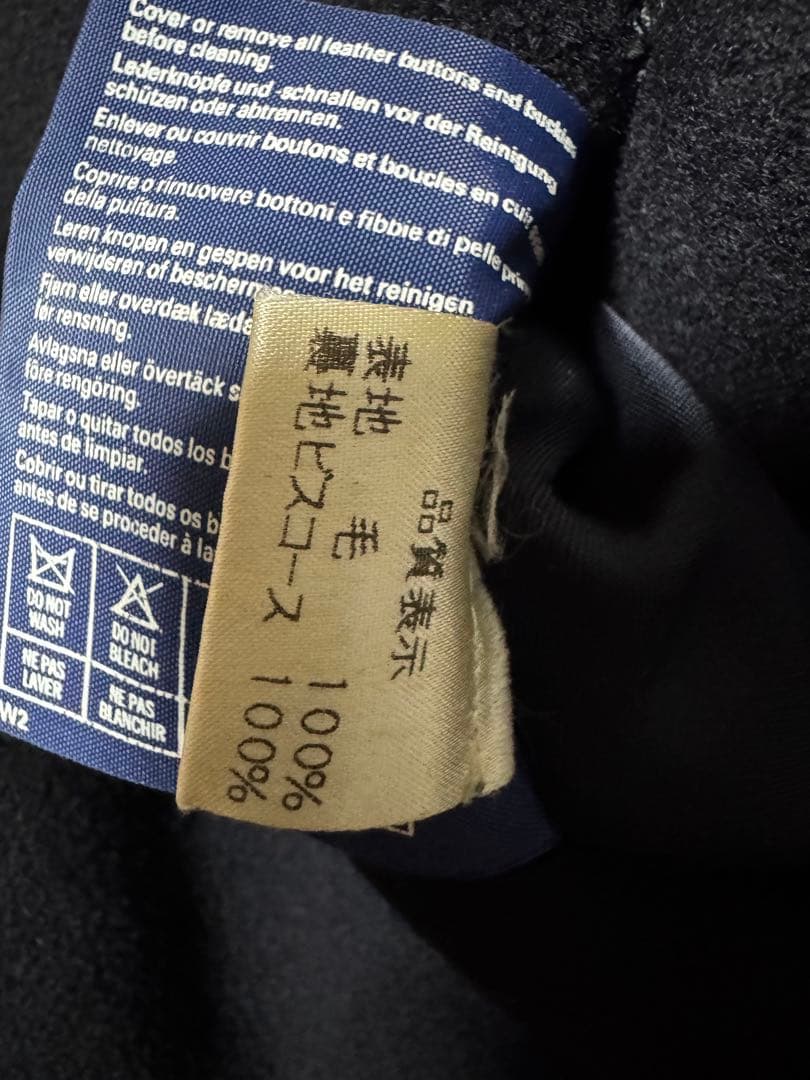 Cover or remove all leather buttons and buckles
before cleaning.
Lederknöpfe und -schnallen vor der Reinigung
schützen oder abtrennen.
Enlever ou couvrir boutons et boucles en cuir
nettoyage.
Coprire o rimuovere bottoni e fibbie di pelle
della pulitura.
Leren knopen en gespen voor het reinigen
verwijderen of
Fjern eller overdæk
før rensning.
Avlagsna eller övertäck
före rengöring.
Tapar o quitar todos los
antes de limpiar.
Cobrir ou tirar todos os
antes de se proceder à
DO NOT
WASH
DO NOT
BLEACH
NE PAS
LAVER
NE PAS
BLANCHIR
W2
品質表示
表地 毛 100%
裏地 ビスコース 100%